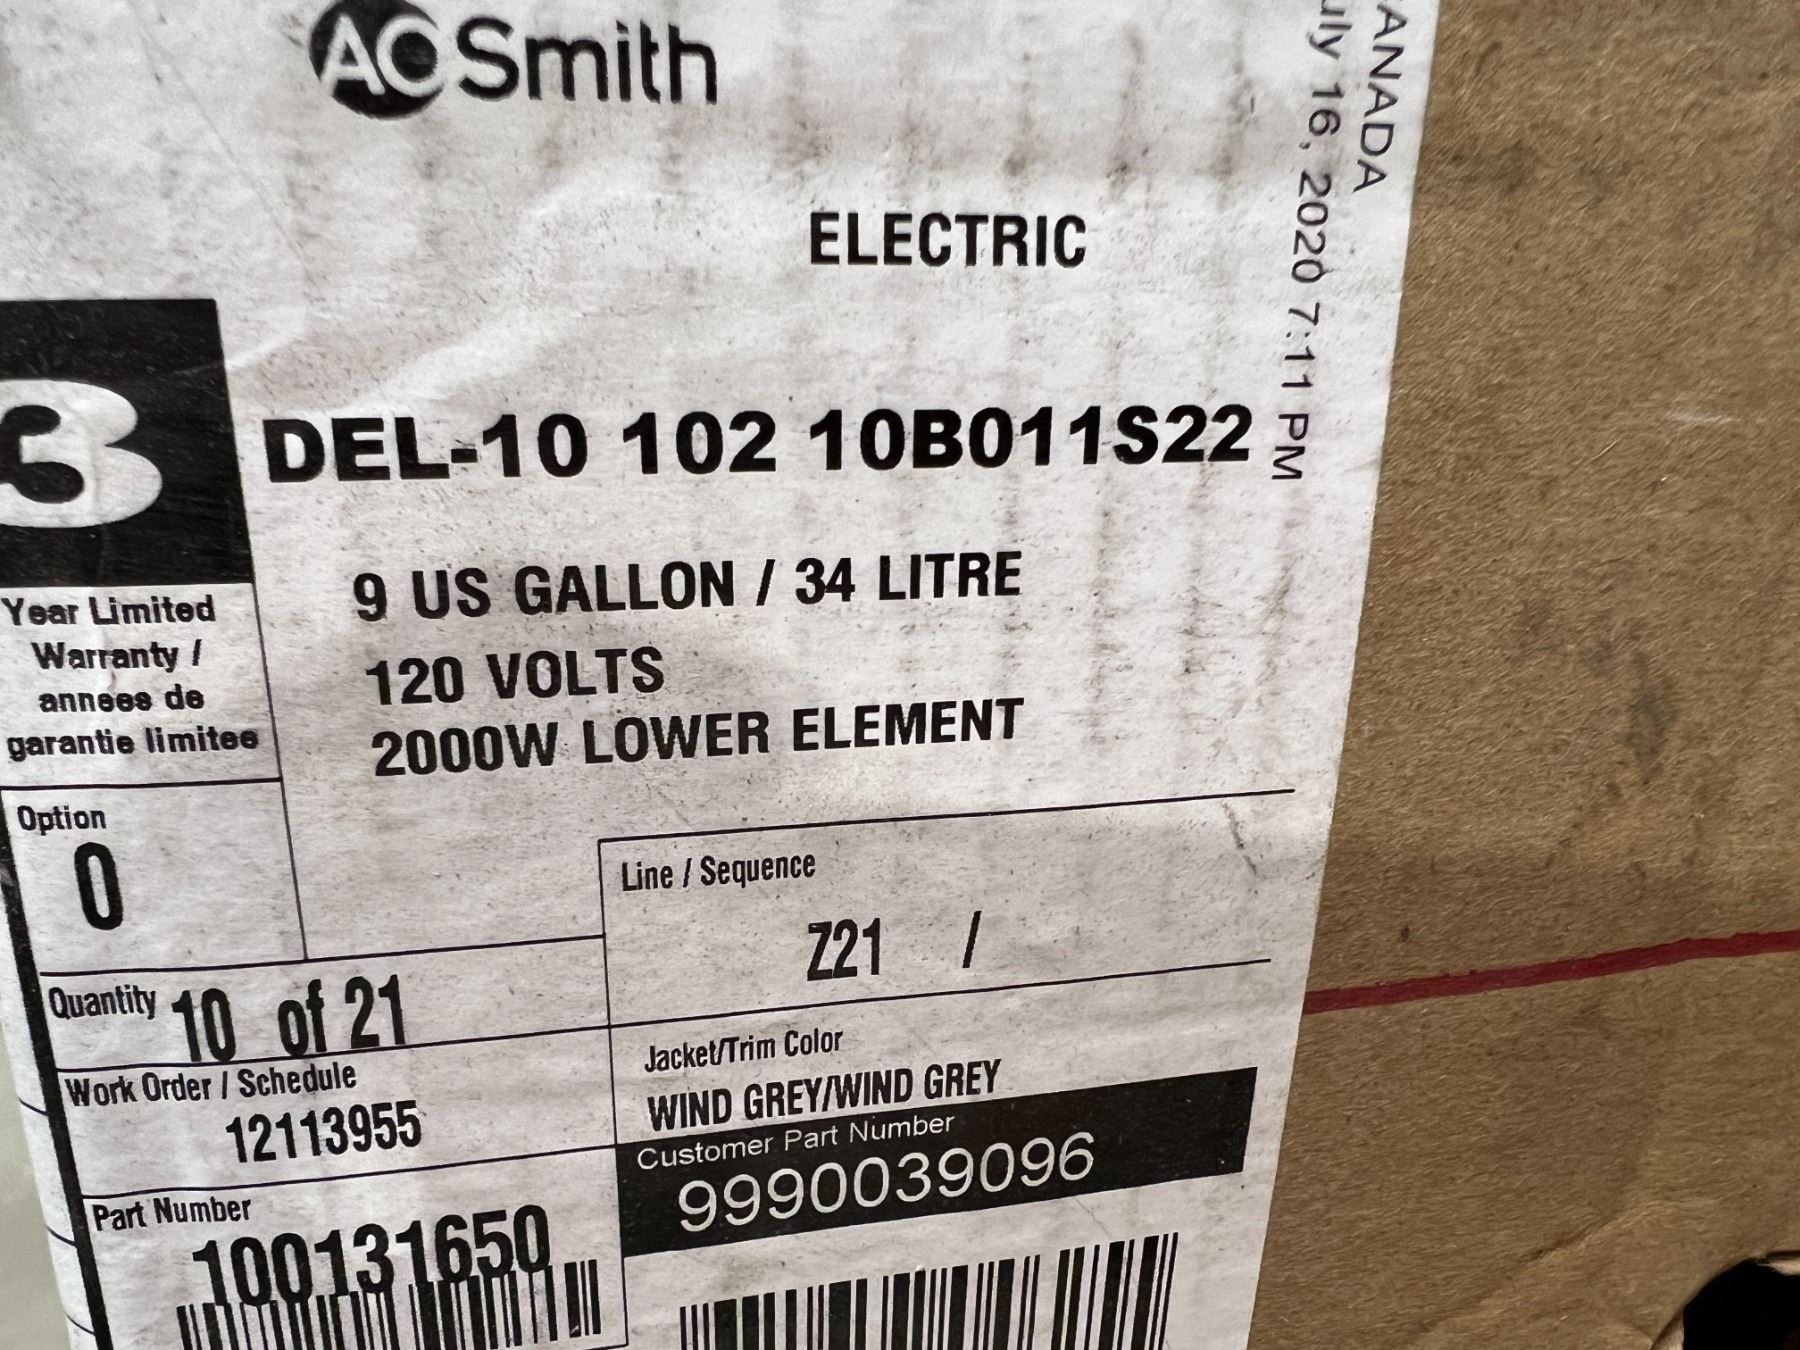 AO Smith
ELECTRIC
3
DEL-10 102 10B011S22
9 US GALLON / 34 LITRE
120 VOLTS
2000W LOWER ELEMENT
Year Limited
Warranty /
annees de
garantie limitee
Option
0
Line / Sequence
Z21 /
Quantity 10 of 21
Jacket/Trim Color
WIND GREY/WIND GREY
Work Order / Schedule
12113955
Customer Part Number
9990039096
Part Number
100131650
ANADA
uly 16, 2020 7:11 PM